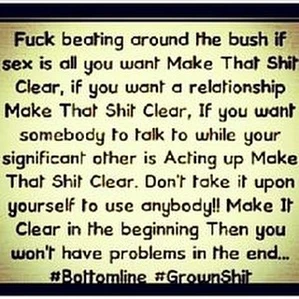 Fuck beating around the bush if
sex is all you want Make That Shit
Clear, if you want a relationship
Make That Shit Clear, If you want
somebody to talk to while your
significant other is Acting up Make
That Shit Clear. Don't take it upon
yourself to use anybody!! Make It
Clear in the beginning Then you
won't have problems in the end...
#Bottomline #GrownShit